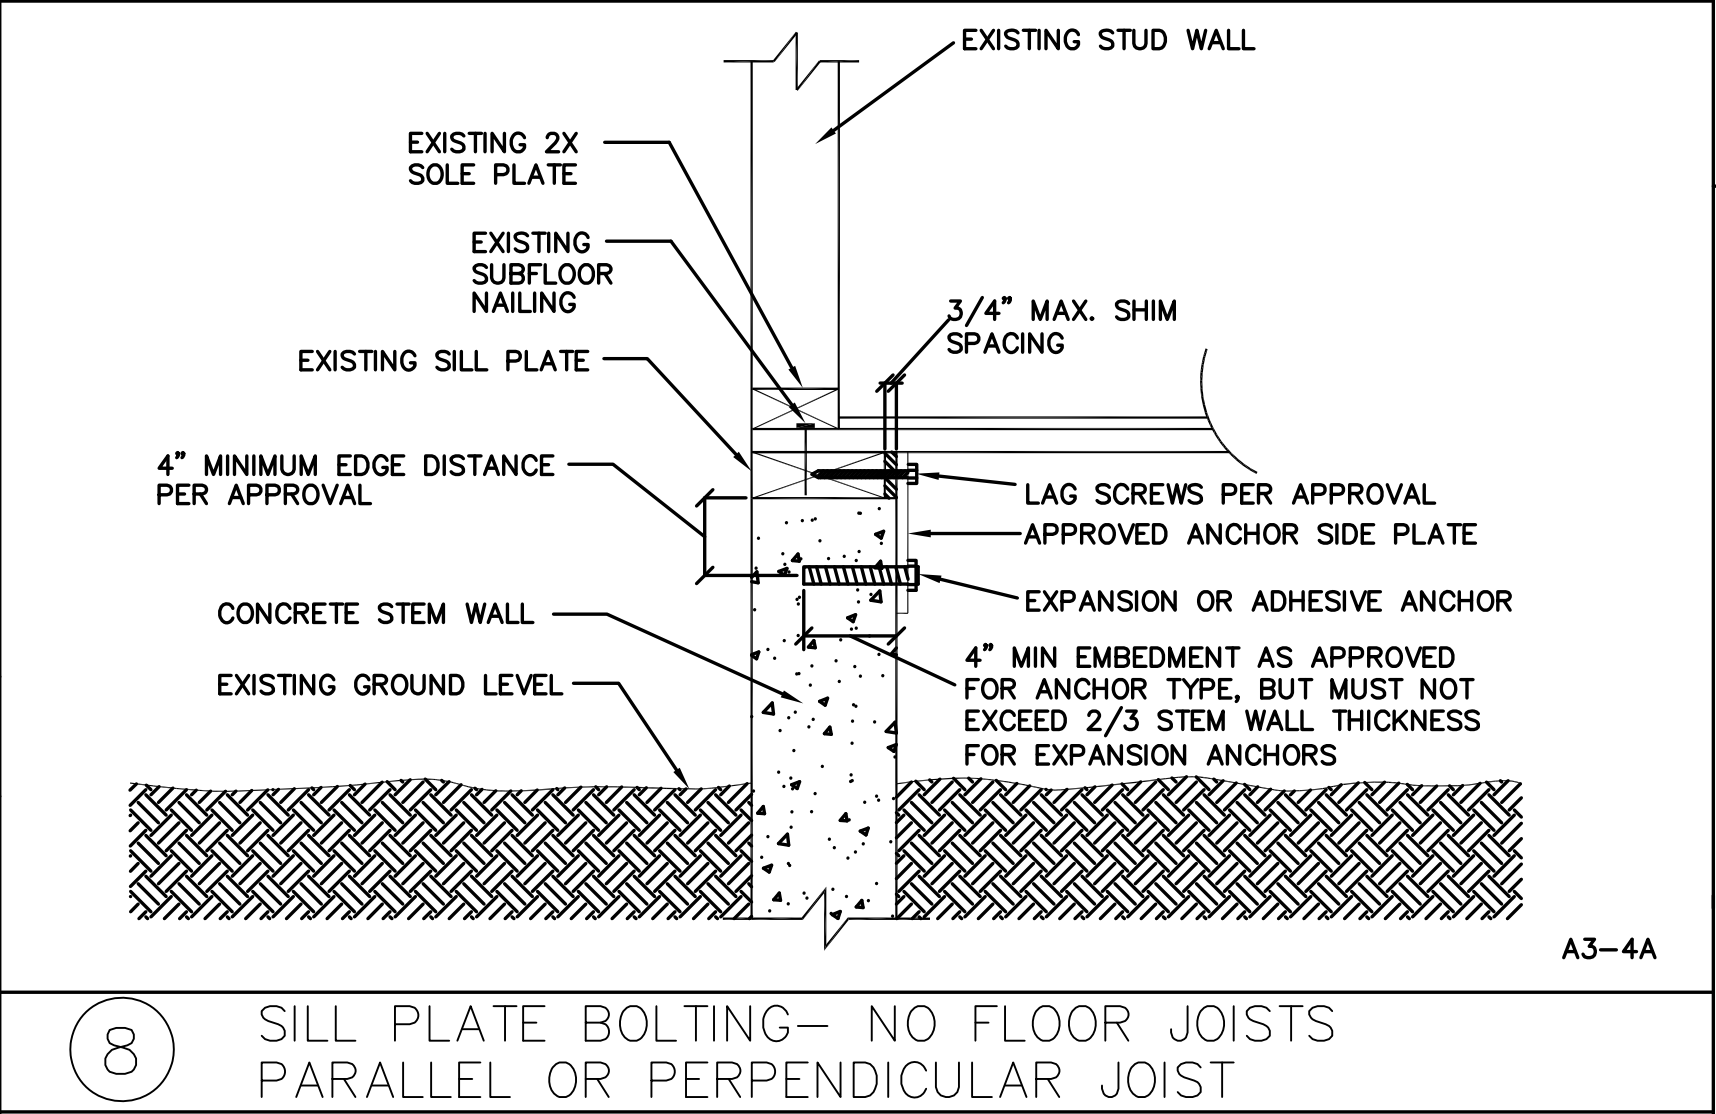 EXISTING STUD WALL
EXISTING 2X
SOLE PLATE
EXISTING
SUBFLOOR
NAILING
3/4" MAX. SHIM
SPACING
EXISTING SILL PLATE
4" MINIMUM EDGE DISTANCE
PER APPROVAL
LAG SCREWS PER APPROVAL
APPROVED ANCHOR SIDE PLATE
EXPANSION OR ADHESIVE ANCHOR
CONCRETE STEM WALL
4" MIN EMBEDMENT AS APPROVED
FOR ANCHOR TYPE, BUT MUST NOT
EXCEED 2/3 STEM WALL THICKNESS
FOR EXPANSION ANCHORS
EXISTING GROUND LEVEL
A3-4A
8
SILL PLATE BOLTING- NO FLOOR JOISTS
PARALLEL OR PERPENDICULAR JOIST